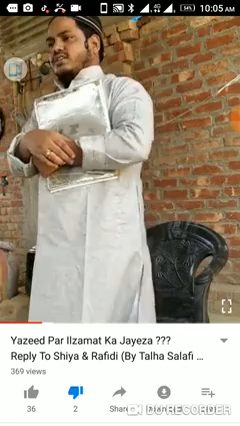 54% 10:05 AM
Yazeed Par Ilzamat Ka Jayeza ???
Reply To Shiya & Rafidi (By Talha Salafi ...
369 views
36 2 Share
DU RECORDER